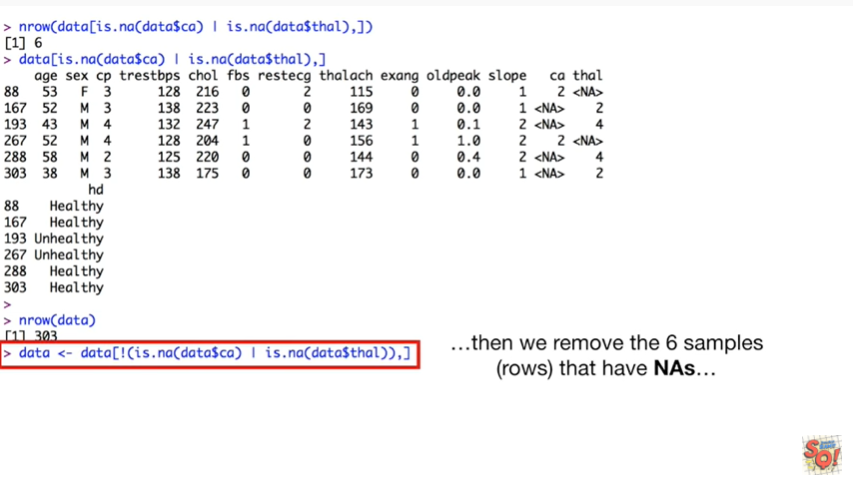 > nrow(data[is.na(data$ca) | is.na(data$thal),])
[1] 6
> data[is.na(data$ca) | is.na(data$thal),]
    age sex cp trestbps chol fbs restecg thalach exang oldpeak slope   ca thal
88   53   F  3      128  216   0       2     115     0     0.0     1    2 <NA>
167  52   M  3      138  223   0       0     169     0     0.0     1 <NA>    2
193  43   M  4      132  247   1       2     143     1     0.1     2 <NA>    4
267  52   M  4      128  204   1       0     156     1     1.0     2    2 <NA>
288  58   M  2      125  220   0       0     144     0     0.4     2 <NA>    4
303  38   M  3      138  175   0       0     173     0     0.0     1 <NA>    2
           hd
88    Healthy
167   Healthy
193 Unhealthy
267 Unhealthy
288   Healthy
303   Healthy
>
> nrow(data)
[1] 303
> data <- data[!(is.na(data$ca) | is.na(data$thal)),]
…then we remove the 6 samples
(rows) that have NAs…
SQ!